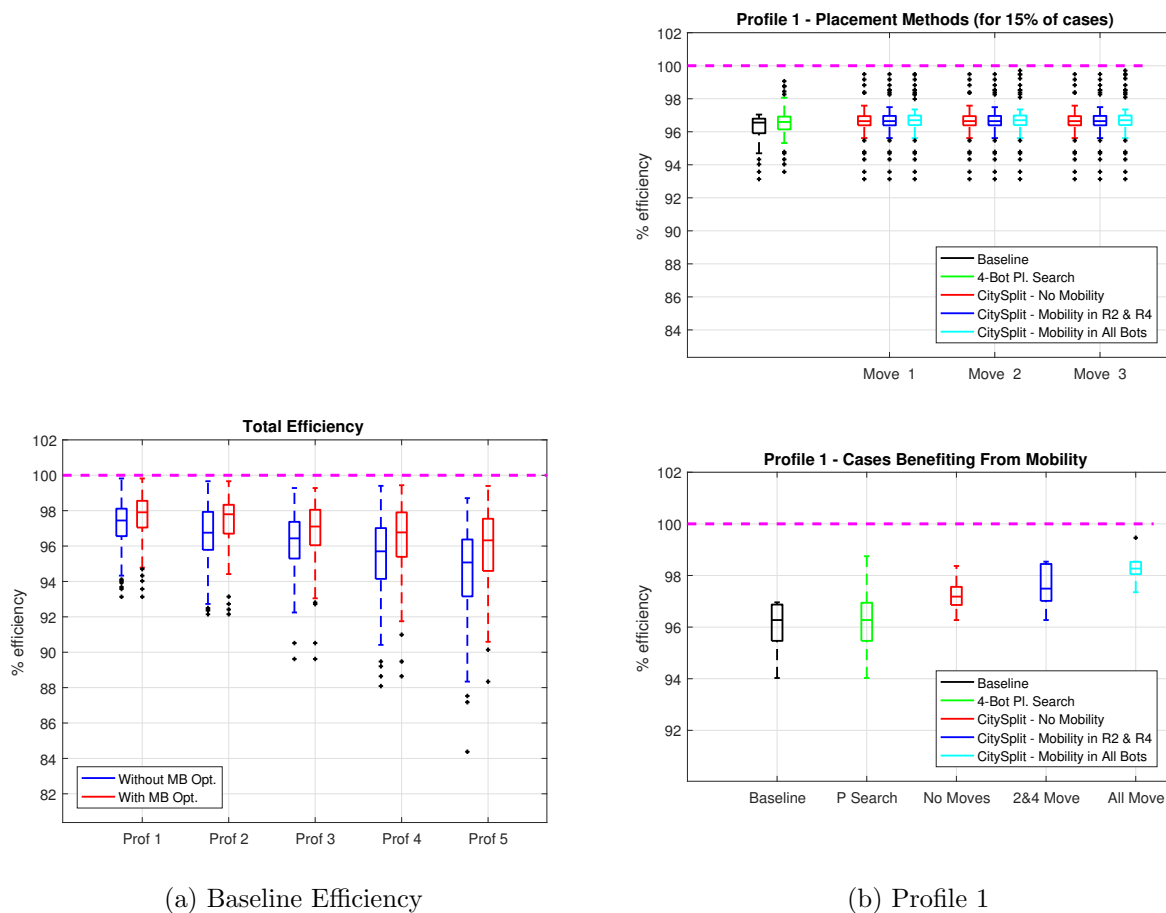 Profile 1 - Placement Methods (for 15% of cases)
102
100
98
96
94
92
90
88
86
84
% efficiency
Baseline
4-Bot Pl. Search
CitySplit - No Mobility
CitySplit - Mobility in R2 & R4
CitySplit - Mobility in All Bots
Move 1 Move 2 Move 3
Total Efficiency
102
100
98
96
94
92
90
88
86
84
82
% efficiency
Without MB Opt.
With MB Opt.
Prof 1 Prof 2 Prof 3 Prof 4 Prof 5
Profile 1 - Cases Benefiting From Mobility
102
100
98
96
94
92
% efficiency
Baseline
4-Bot Pl. Search
CitySplit - No Mobility
CitySplit - Mobility in R2 & R4
CitySplit - Mobility in All Bots
Baseline P Search No Moves 2&4 Move All Move
(a) Baseline Efficiency
(b) Profile 1